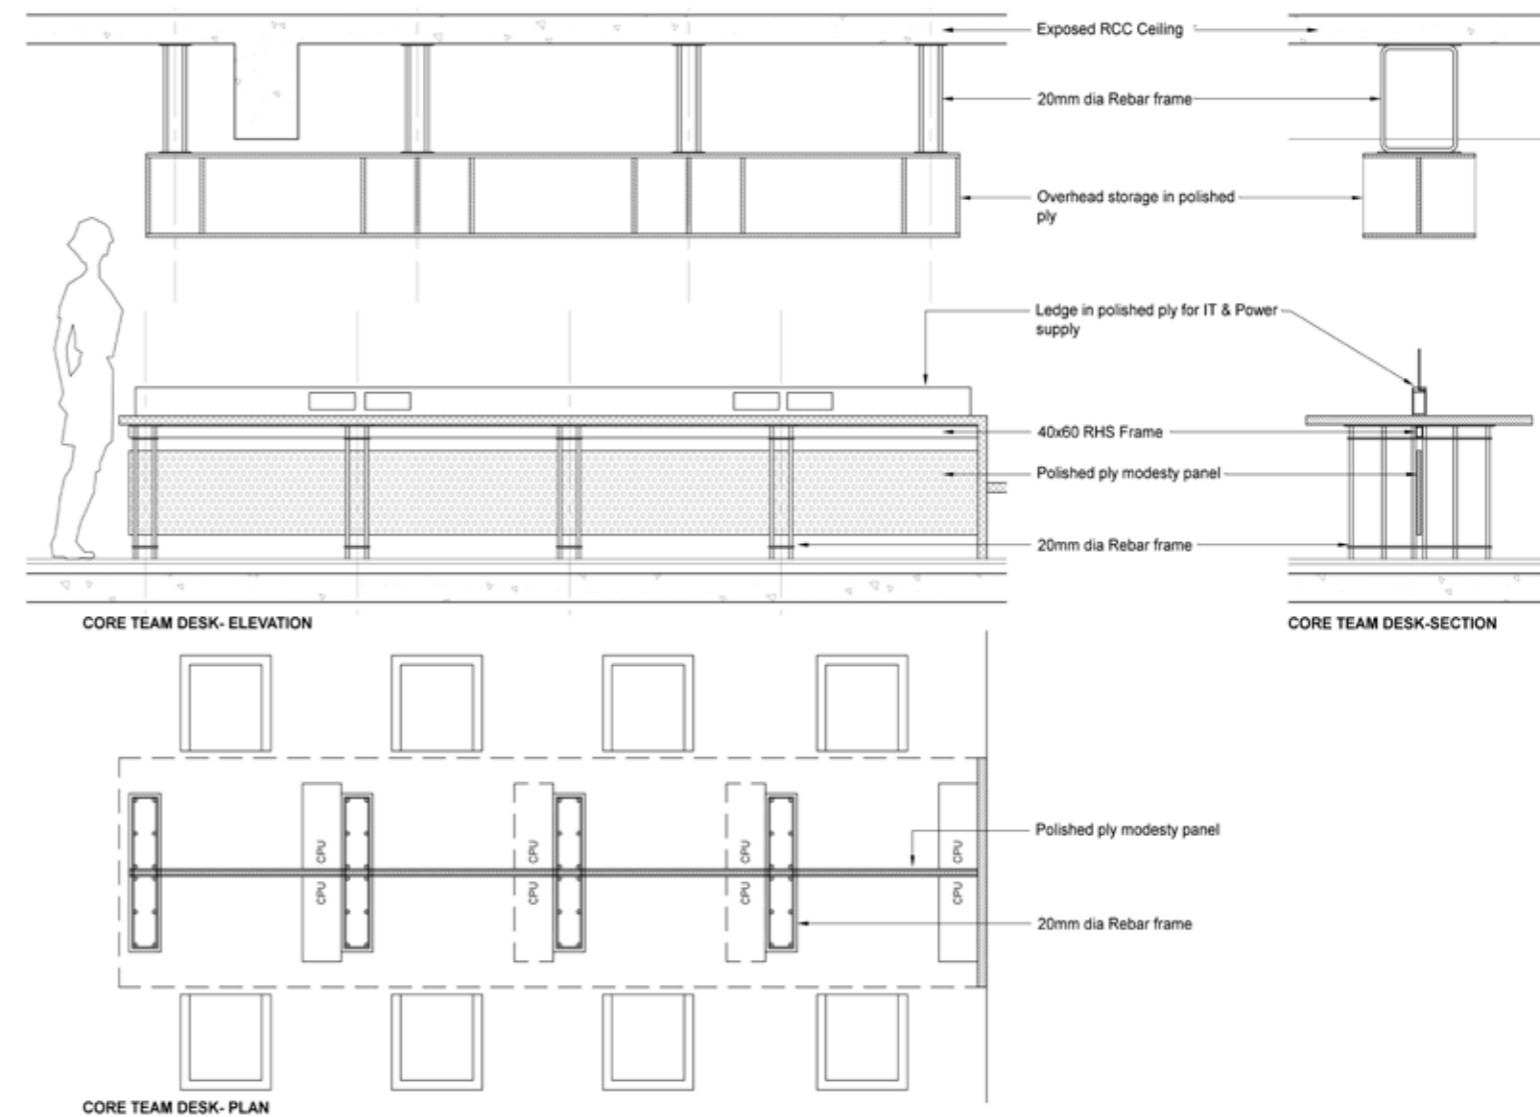 Exposed RCC Ceiling
20mm dia Rebar frame
Overhead storage in polished
ply
Ledge in polished ply for IT & Power
supply
40x60 RHS Frame
Polished ply modesty panel
20mm dia Rebar frame
CORE TEAM DESK- ELEVATION
CORE TEAM DESK-SECTION
CPU
CPU
CPU
CPU
Polished ply modesty panel
CPU
CPU
CPU
CPU
20mm dia Rebar frame
CORE TEAM DESK- PLAN